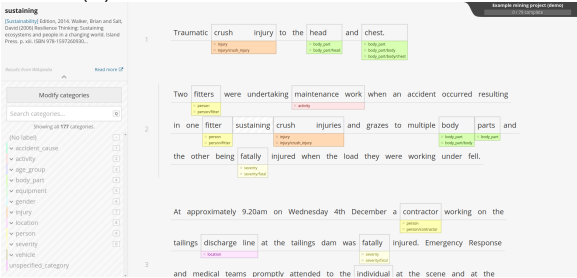 sustaining
[Sustainability] Edition, 2014. Walker, Brian and Salt,
David (2006) Resilience Thinking: Sustaining
ecosystems and people in a changing world. Island
Press. p. xiii. ISBN 978-1597260930...
Results from Wikipedia
Read more
Modify categories
Search categories...
Showing all 177 categories
(No label)
accident_cause
activity
age_group
body_part
equipment
gender
injury
location
person
severity
vehicle
unspecified_category
Example mining project (demo)
0 / 79 complete
1
Traumatic crush injury to the head and chest.
injury body_part body_part
injury/crush_injury body_part/head body_part/body
body_part/body/chest
2
Two fitters were undertaking maintenance work when an accident occurred resulting
person activity
person/fitter
in one fitter sustaining crush injuries and grazes to multiple body parts and
person injury body_part body_part
person/fitter injury/crush_injury body_part/body
the other being fatally injured when the load they were working under fell.
severity
severity/fatal
3
At approximately 9.20am on Wednesday 4th December a contractor working on the
person
person/contractor
tailings discharge line at the tailings dam was fatally injured. Emergency Response
location severity
severity/fatal
and medical teams promptly attended to the individual at the scene and at the